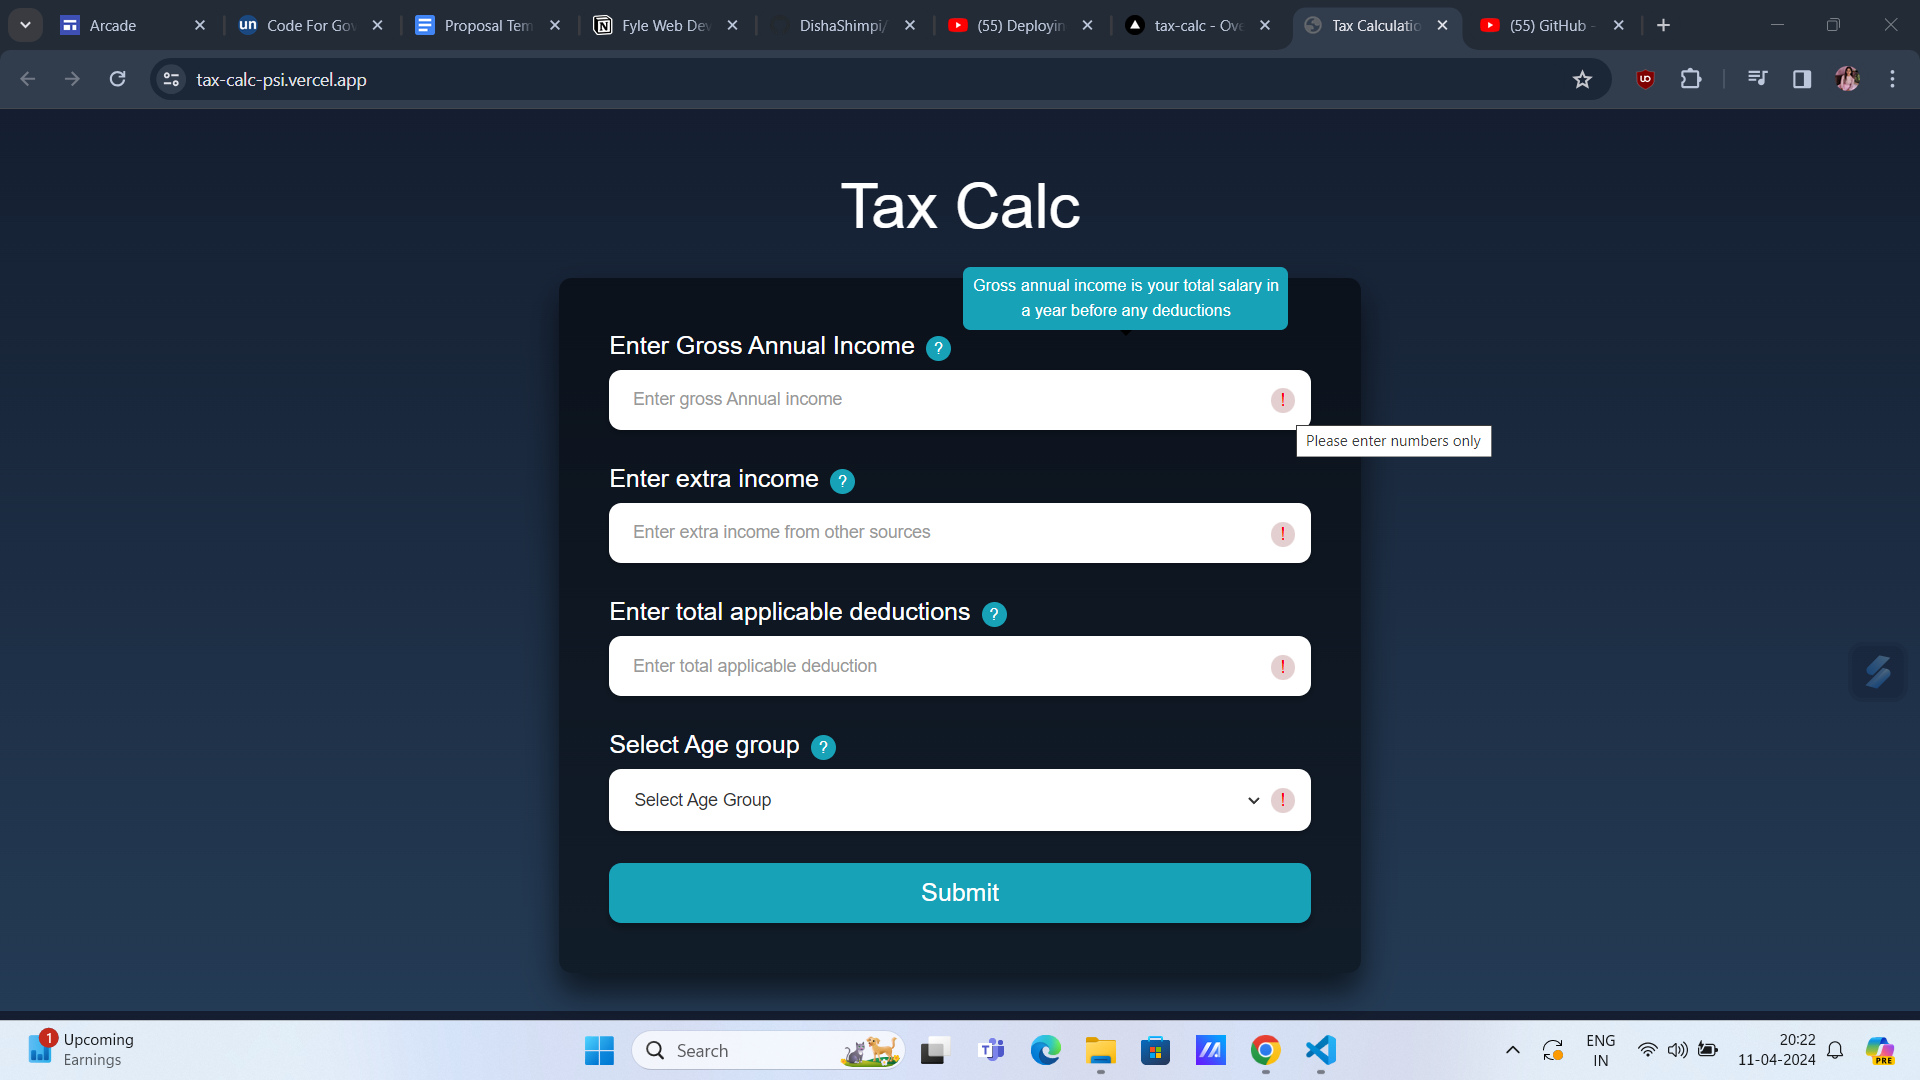 Arcade
un Code For Gov
Proposal Tem
Fyle Web Dev
DishaShimpi/
(55) Deployin
tax-calc - Ove
Tax Calculatio
(55) GitHub -
tax-calc-psi.vercel.app
Tax Calc
Gross annual income is your total salary in
a year before any deductions
Enter Gross Annual Income ?
Enter gross Annual income !
Please enter numbers only
Enter extra income ?
Enter extra income from other sources !
Enter total applicable deductions ?
Enter total applicable deduction !
Select Age group ?
Select Age Group !
Submit
1 Upcoming
Earnings
Search
ENG
IN
20:22
11-04-2024
PRE